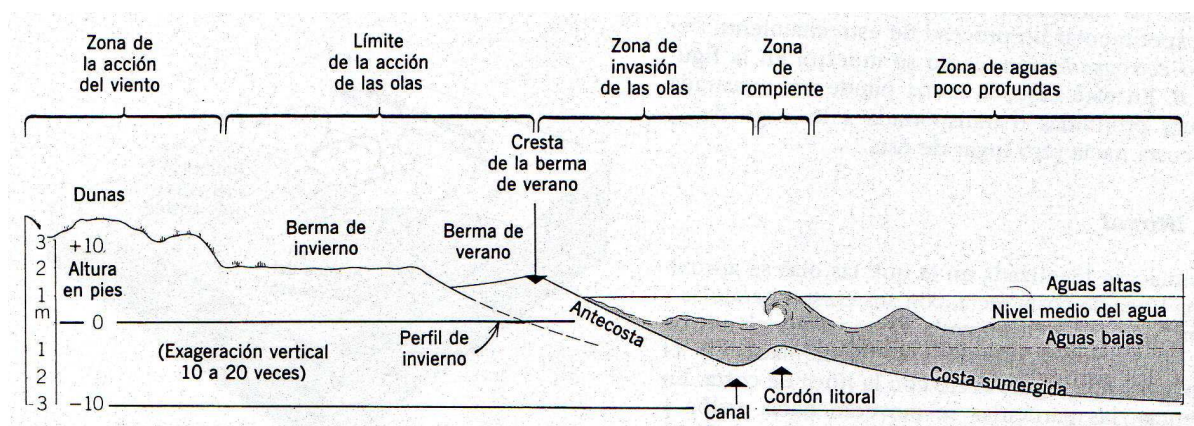 Zona de
la acción
del viento
Límite
de la acción
de las olas
Zona de
invasión
de las olas
Zona
de
rompiente
Zona de aguas
poco profundas
Cresta
de la berma
de verano
Dunas
Berma de
invierno
Berma de
verano
3
+10
2
Altura
en pies
1
m
0
1
2
3
-10
Aguas altas
Nivel medio del agua
Aguas bajas
Antecosta
Perfil de
invierno
(Exageración vertical
10 a 20 veces)
Costa sumergida
Canal
Cordón litoral